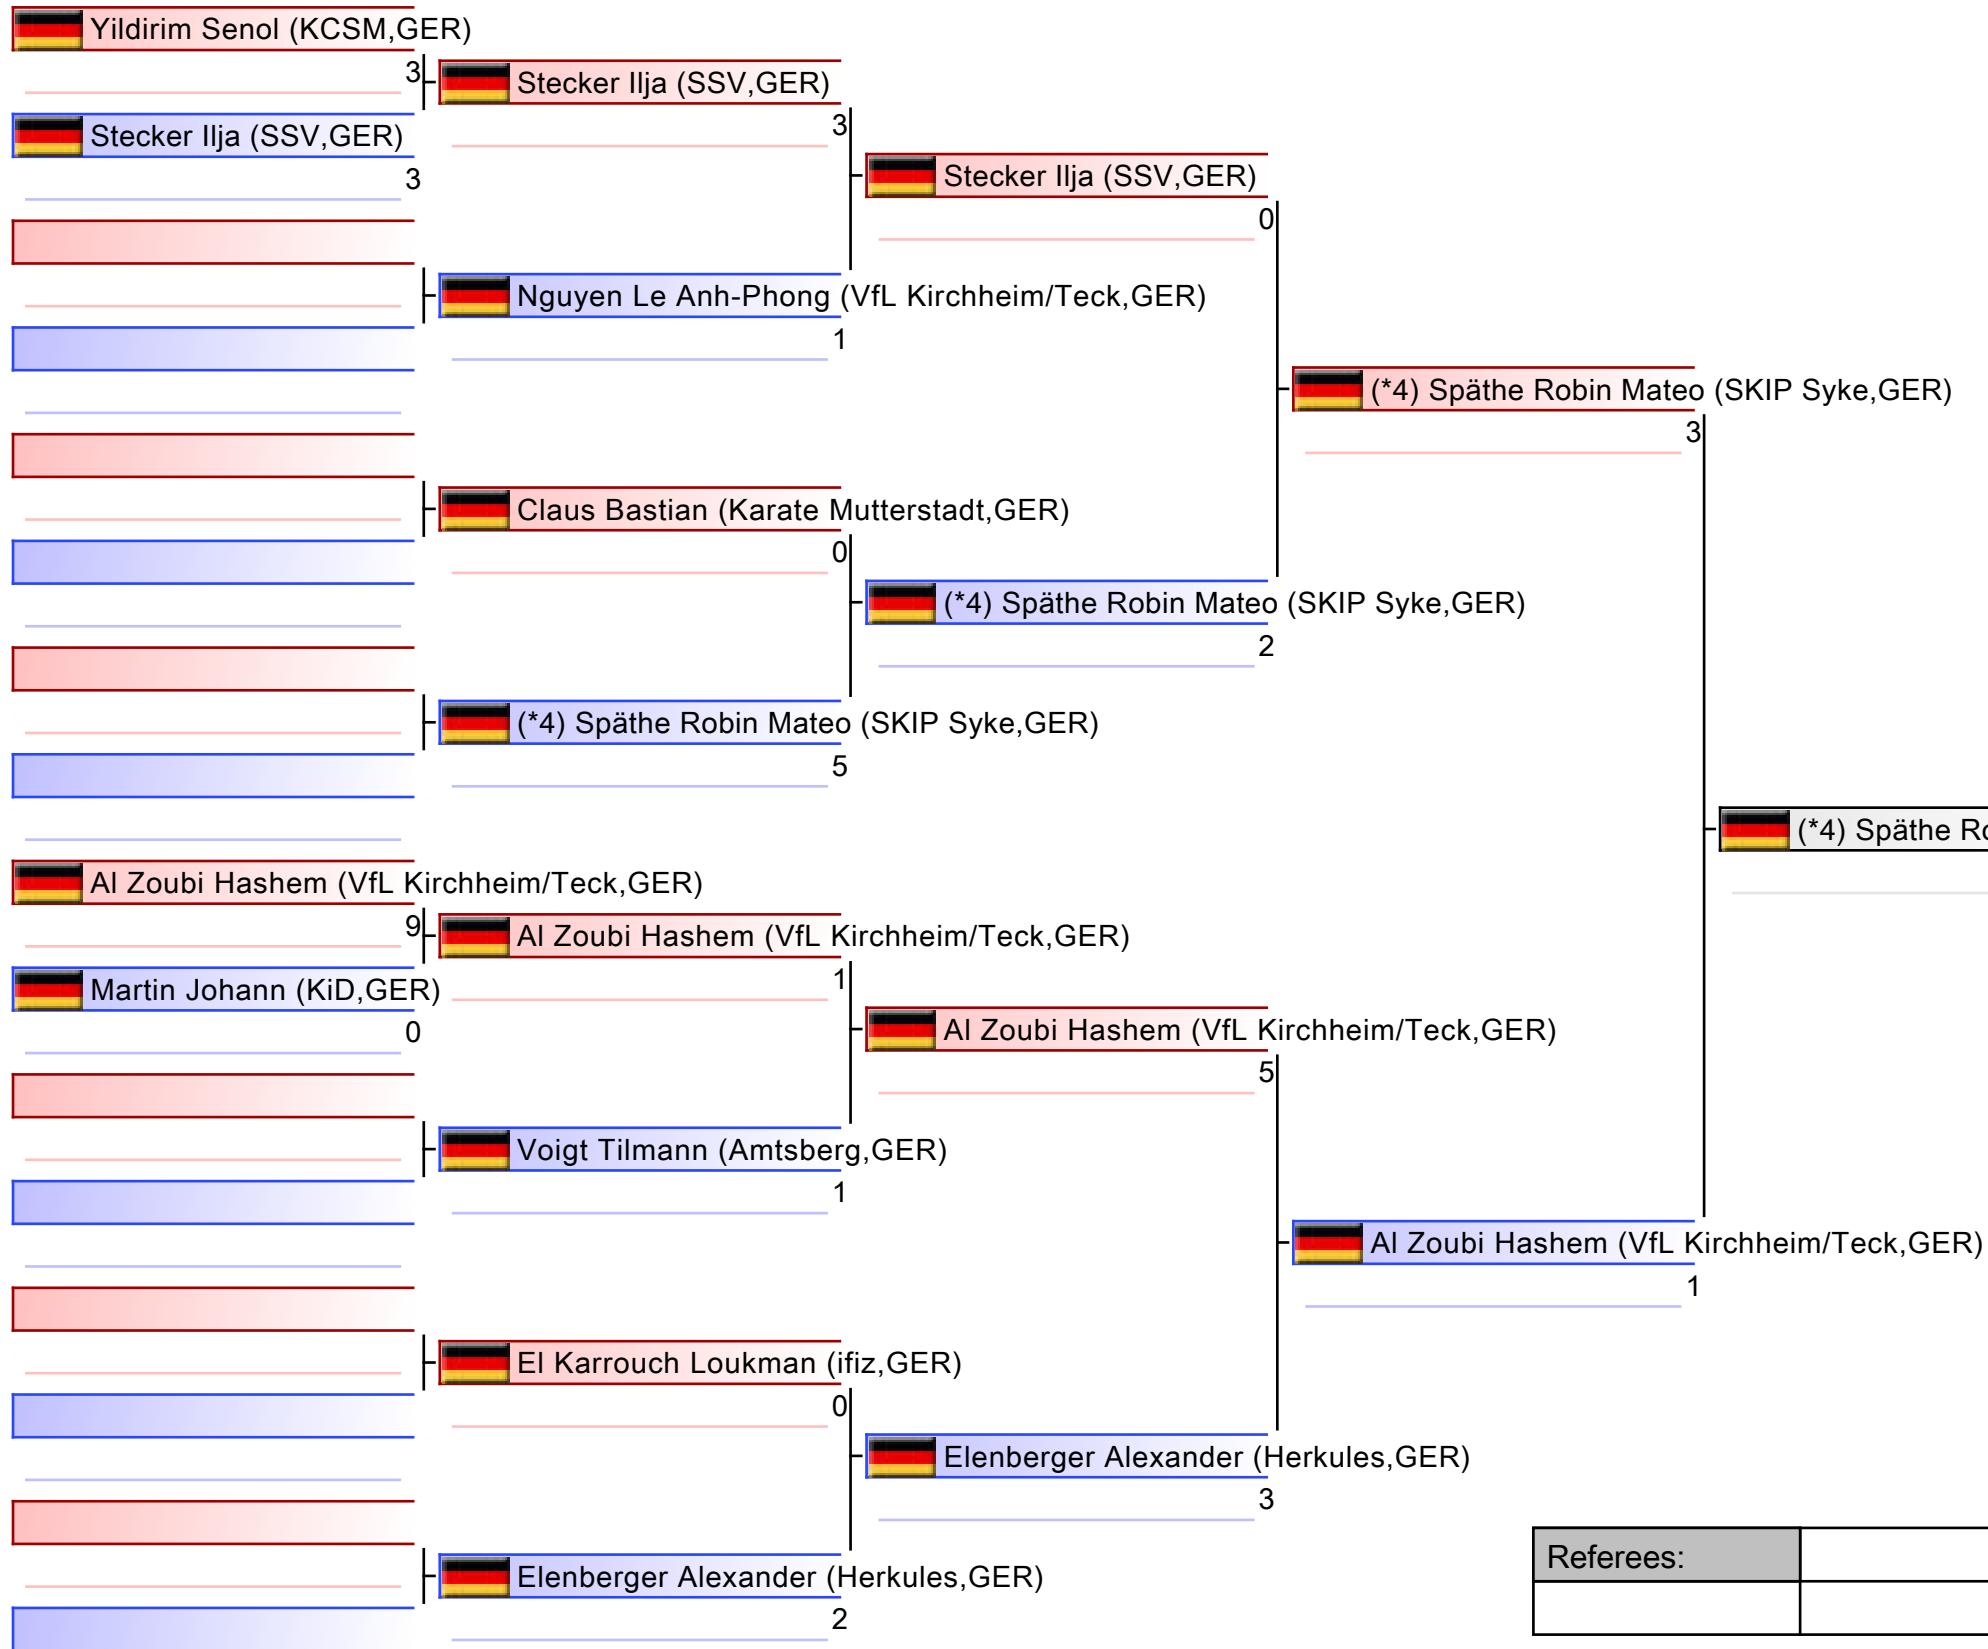 Yildirim Senol (KCSM,GER)
3
Stecker Ilja (SSV,GER)
3
Stecker Ilja (SSV,GER)
3
Nguyen Le Anh-Phong (VfL Kirchheim/Teck,GER)
1
Claus Bastian (Karate Mutterstadt,GER)
0
(*4) Späthe Robin Mateo (SKIP Syke,GER)
5
Al Zoubi Hashem (VfL Kirchheim/Teck,GER)
9
Martin Johann (KiD,GER)
0
Al Zoubi Hashem (VfL Kirchheim/Teck,GER)
1
Voigt Tilmann (Amtsberg,GER)
1
El Karrouch Loukman (ifiz,GER)
0
Elenberger Alexander (Herkules,GER)
2
Stecker Ilja (SSV,GER)
0
(*4) Späthe Robin Mateo (SKIP Syke,GER)
2
Al Zoubi Hashem (VfL Kirchheim/Teck,GER)
5
Elenberger Alexander (Herkules,GER)
3
(*4) Späthe Robin Mateo (SKIP Syke,GER)
3
Al Zoubi Hashem (VfL Kirchheim/Teck,GER)
1
(*4) Späthe Ro
Referees: